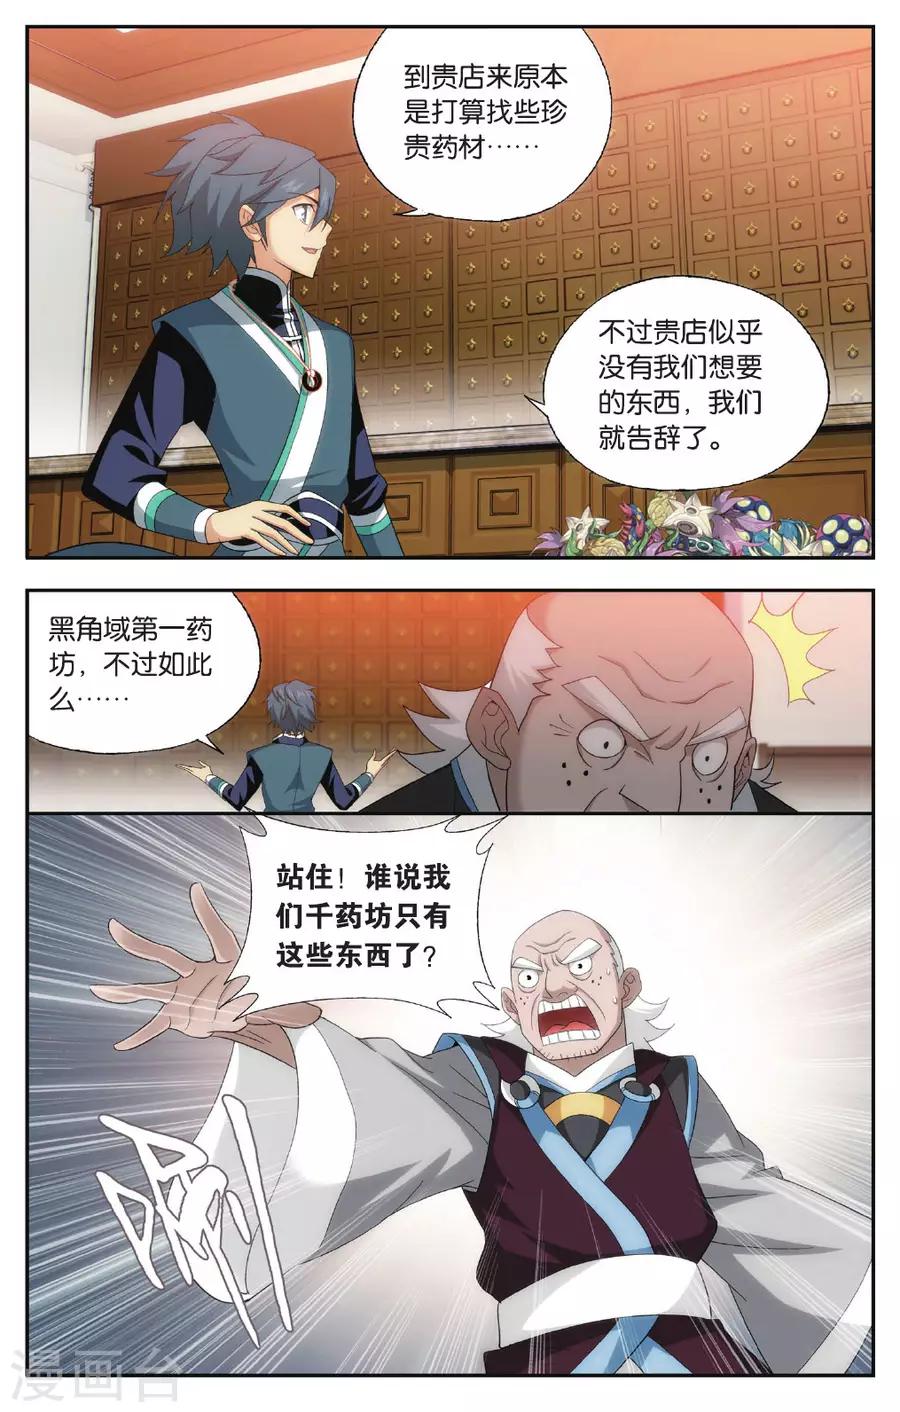 到贵店来原本
是打算找些珍
贵药材……
不过贵店似乎
没有我们想要
的东西，我们
就告辞了。
黑角域第一药
坊，不过如此
么……
站住！谁说我
们千药坊只有
这些东西了？
唰
漫画台